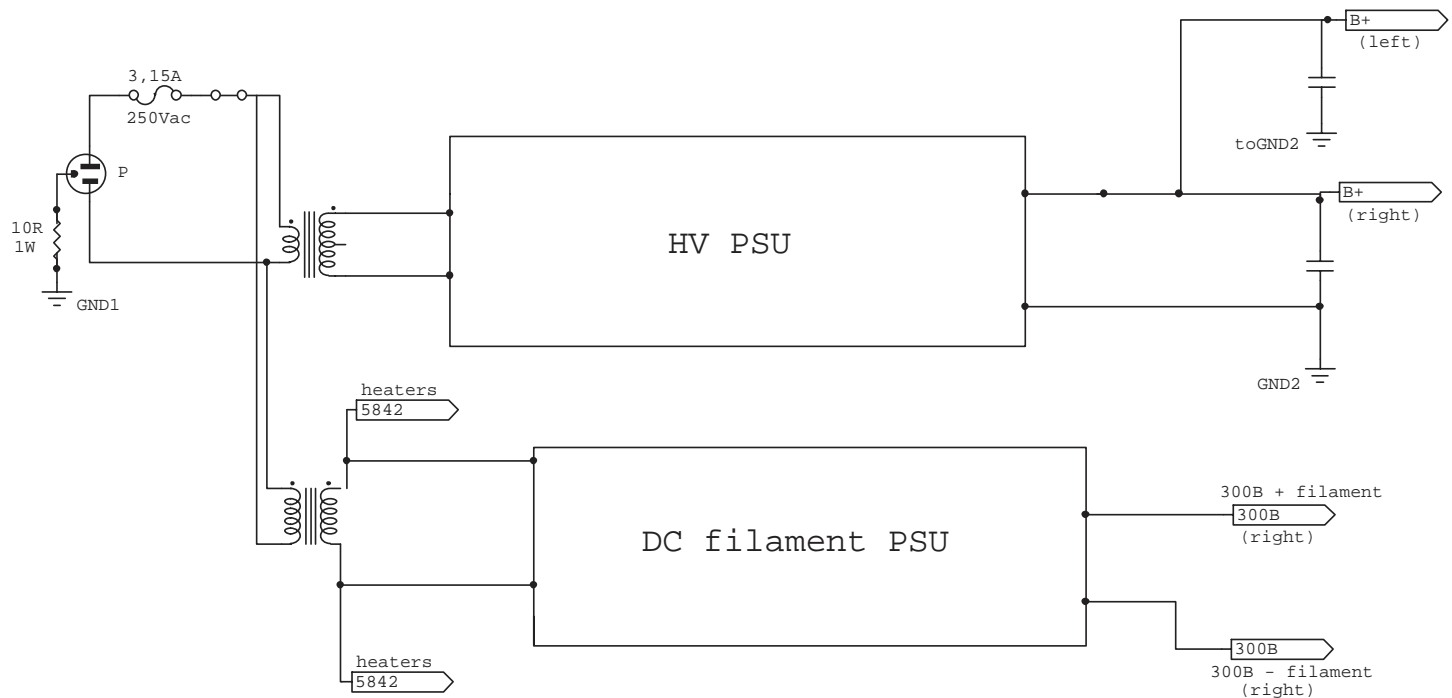 B+
(left)
3,15A
250Vac
toGND2
P
B+
(right)
10R
1W
HV PSU
GND1
GND2
heaters
5842
300B + filament
300B
(right)
DC filament PSU
heaters
5842
300B
300B - filament
(right)